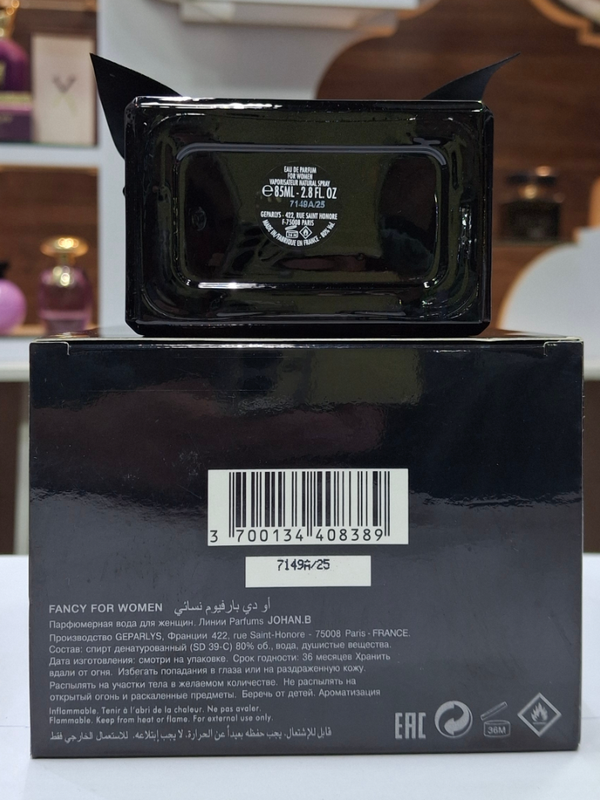 EAU DE PARFUM
FOR WOMEN
VAPORISATEUR NATURAL SPRAY
℮85ML - 2.8 FL. OZ
7149A/25
GEPARLYS - 422, RUE SAINT HONORE
F-75008 PARIS
MADE IN/FABRIQUE EN FRANCE - 80% Vol.
3 700134 408389
7149A/25
FANCY FOR WOMEN أو دي بارفيوم نسائي
Парфюмерная вода для женщин. Линии Parfums JOHAN.B
Производство GEPARLYS, Франции 422, rue Saint-Honore - 75008 Paris - FRANCE.
Состав: спирт денатурированный (SD 39-C) 80% об., вода, душистые вещества.
Дата изготовления: смотри на упаковке. Срок годности: 36 месяцев Хранить
вдали от огня. Избегать попадания в глаза или на раздраженную кожу.
Распылять на участки тела в желаемом количестве. Не распылять на
открытый огонь и раскаленные предметы. Беречь от детей. Ароматизация
Inflammable. Tenir à l'abri de la chaleur. Ne pas avaler.
Flammable. Keep from heat or flame. For external use only.
قابل للإشتعال. يجب حفظه بعيداً عن الحرارة. لا يجب إبتلاعه. للاستعمال الخارجي فقط
EAC
36M